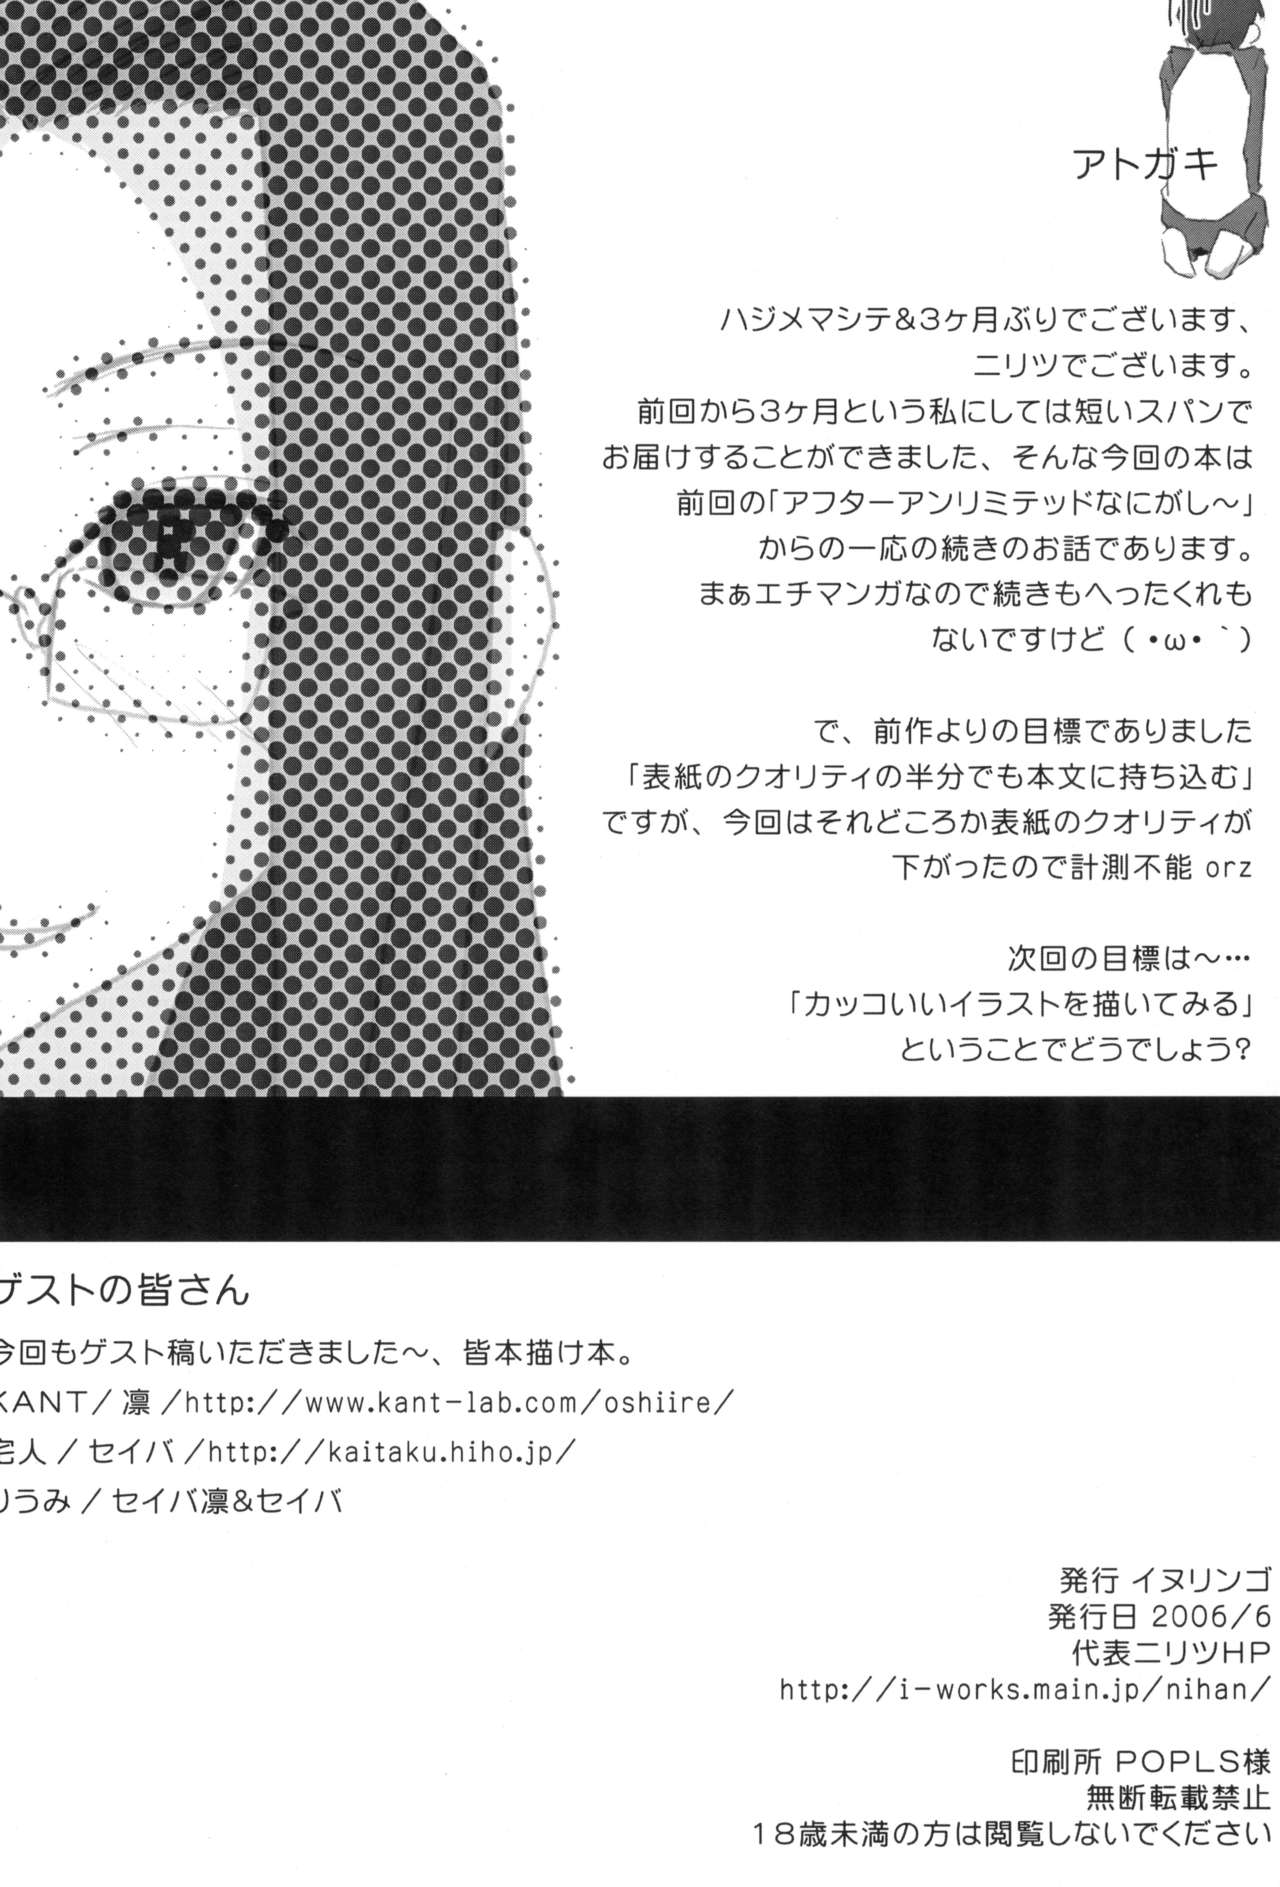 アトガキ
ハジメマシテ&3ヶ月ぶりでございます、
ニリツでございます。
前回から3ヶ月という私にしては短いスパンで
お届けすることができました、そんな今回の本は
前回の「アフターアンリミテッドなにがし～」
からの一応の続きのお話であります。
まぁエチマンガなので続きもへったくれも
ないですけど (・ω・｀)
で、前作よりの目標でありました
「表紙のクオリティの半分でも本文に持ち込む」
ですが、今回はそれどころか表紙のクオリティが
下がったので計測不能 orz
次回の目標は～…
「カッコいいイラストを描いてみる」
ということでどうでしょう?
ゲストの皆さん
今回もゲスト稿いただきました～、皆本描け本。
KANT/ 凛 /http://www.kant-lab.com/oshiire/
宅人 / セイバ /http://kaitaku.hiho.jp/
りうみ / セイバ凛&セイバ
発行 イヌリンゴ
発行日 2006/6
代表ニリツHP
http://i-works.main.jp/nihan/
印刷所 POPLS様
無断転載禁止
18歳未満の方は閲覧しないでください